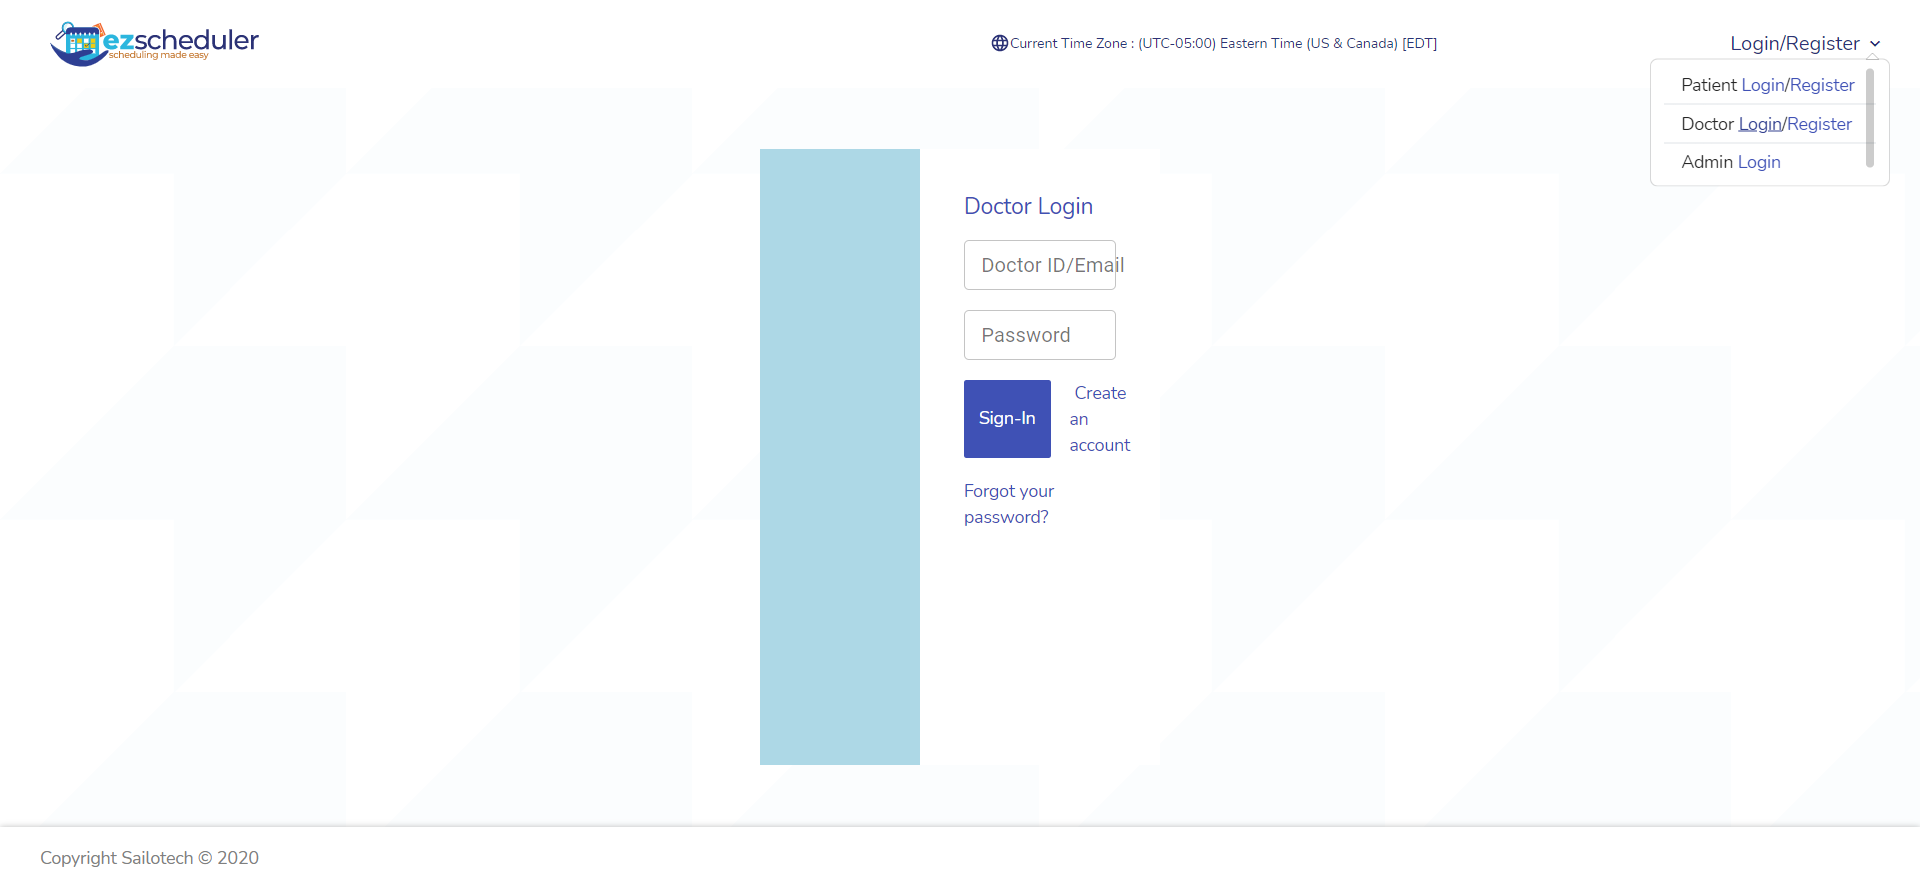 ezscheduler
scheduling made easy
Current Time Zone : (UTC-05:00) Eastern Time (US & Canada) [EDT]
Login/Register
Patient Login/Register
Doctor Login/Register
Admin Login
Doctor Login
Doctor ID/Email
Password
Sign-In
Create
an
account
Forgot your
password?
Copyright Sailotech © 2020